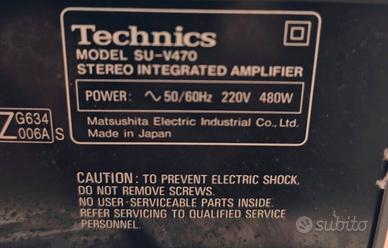 Technics
MODEL SU-V470
STEREO INTEGRATED AMPLIFIER
POWER: ∿50/60Hz 220V 480W
Matsushita Electric Industrial Co., Ltd.
Made in Japan
Z G634
006A S
CAUTION: TO PREVENT ELECTRIC SHOCK,
DO NOT REMOVE SCREWS.
NO USER-SERVICEABLE PARTS INSIDE.
REFER SERVICING TO QUALIFIED SERVICE
PERSONNEL.
subito